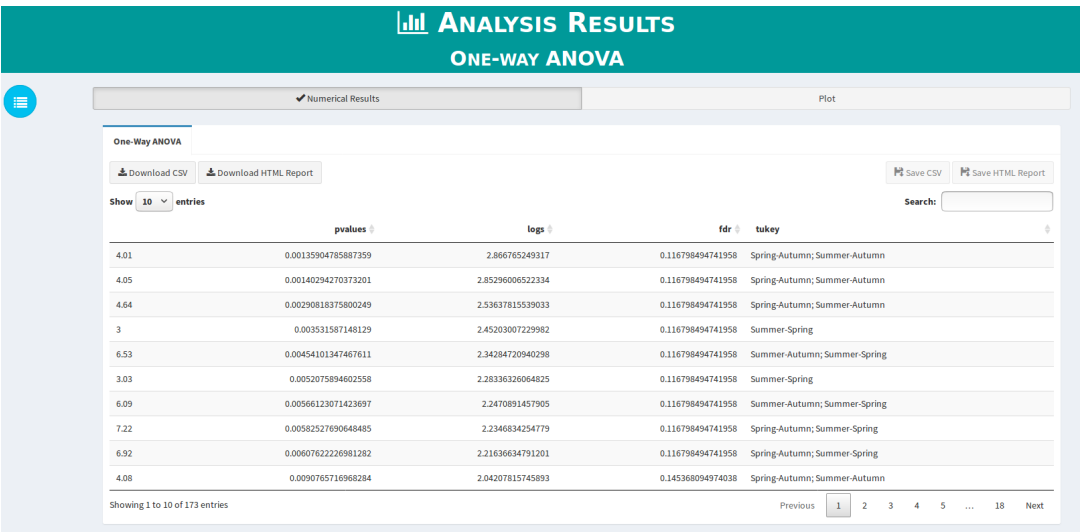 ANALYSIS RESULTS
ONE-WAY ANOVA
Numerical Results Plot
One-Way ANOVA
Download CSV Download HTML Report Save CSV Save HTML Report
Show 10 entries Search:
pvalues logs fdr tukey
4.01 0.00135904785887359 2.866765249317 0.116798494741958 Spring-Autumn; Summer-Autumn
4.05 0.00140294270373201 2.85296006522334 0.116798494741958 Spring-Autumn; Summer-Autumn
4.64 0.00290818375800249 2.53637815539033 0.116798494741958 Spring-Autumn; Summer-Autumn
3 0.003531587148129 2.45203007229982 0.116798494741958 Summer-Spring
6.53 0.00454101347467611 2.34284720940298 0.116798494741958 Summer-Autumn; Summer-Spring
3.03 0.0052075894602558 2.28336326064825 0.116798494741958 Summer-Spring
6.09 0.00566123071423697 2.2470891457905 0.116798494741958 Summer-Autumn; Summer-Spring
7.22 0.00582527690648485 2.2346834254779 0.116798494741958 Spring-Autumn; Summer-Spring
6.92 0.00607622226981282 2.21636634791201 0.116798494741958 Spring-Autumn; Summer-Spring
4.08 0.0090765716968284 2.04207815745893 0.145368094974038 Spring-Autumn; Summer-Autumn
Showing 1 to 10 of 173 entries Previous 1 2 3 4 5 ... 18 Next